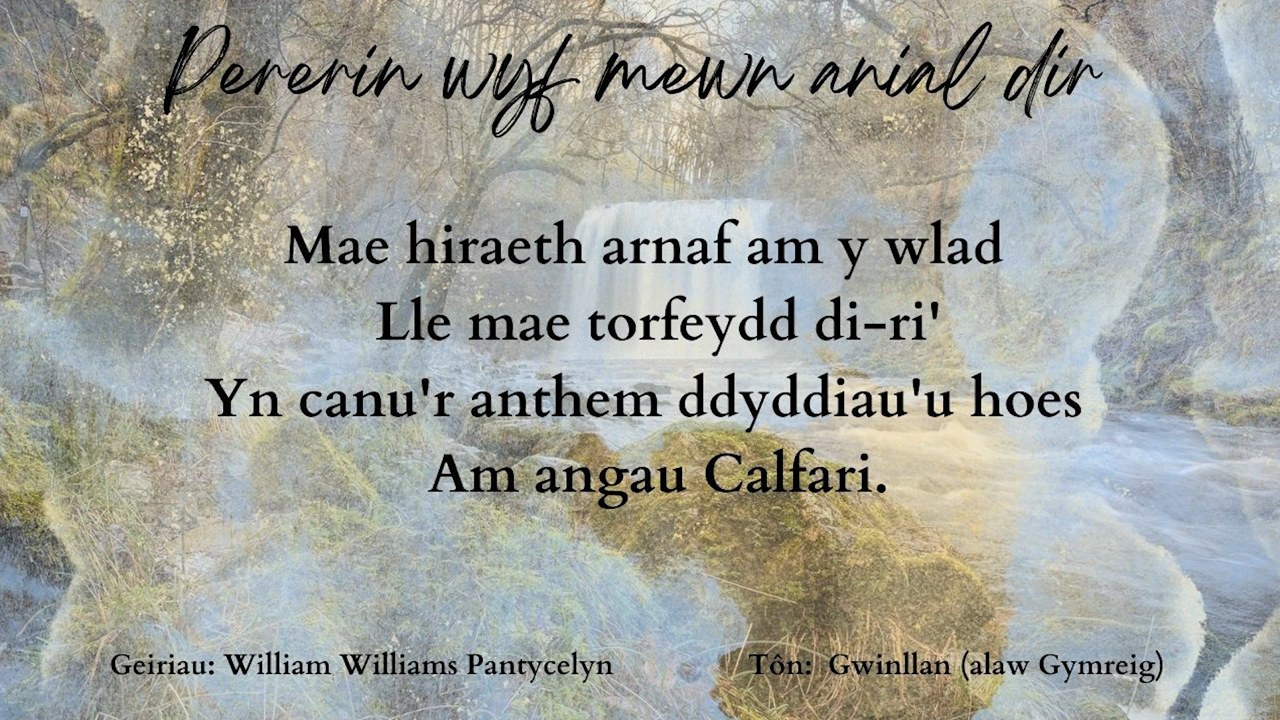 Pererin wyf mewn anial dir
Mae hiraeth arnaf am y wlad
Lle mae torfeydd di-ri'
Yn canu'r anthem ddyddiau'u hoes
Am angau Calfari.
Geiriau: William Williams Pantycelyn
Tôn: Gwinllan (alaw Gymreig)